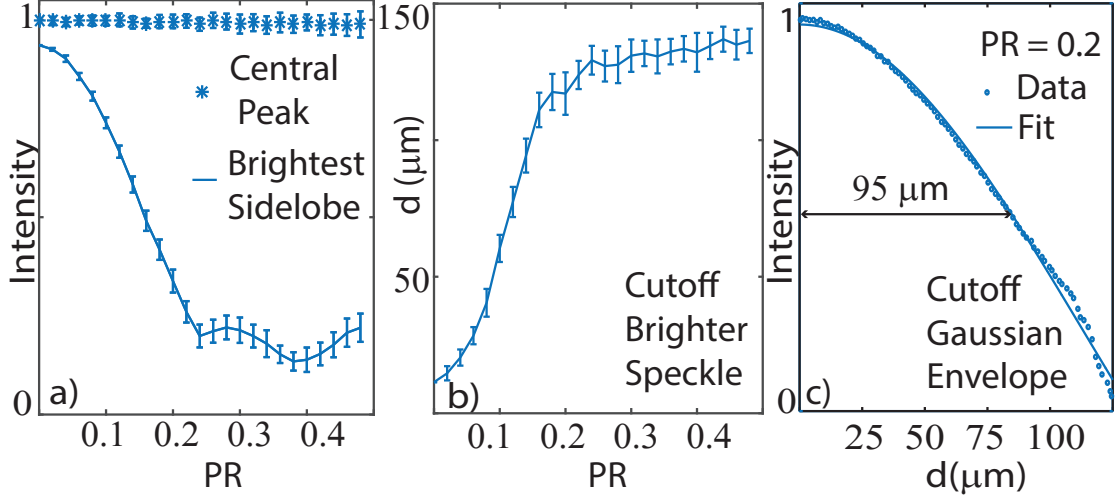 1
0
Intensity
Central
Peak
Brightest
Sidelobe
a)
0.1 0.2 0.3 0.4
PR
150
50
d (μm)
Cutoff
Brighter
Speckle
b)
0.1 0.2 0.3 0.4
PR
1
0
Intensity
PR = 0.2
Data
Fit
95 μm
Cutoff
Gaussian
Envelope
c)
25 50 75 100
d(μm)